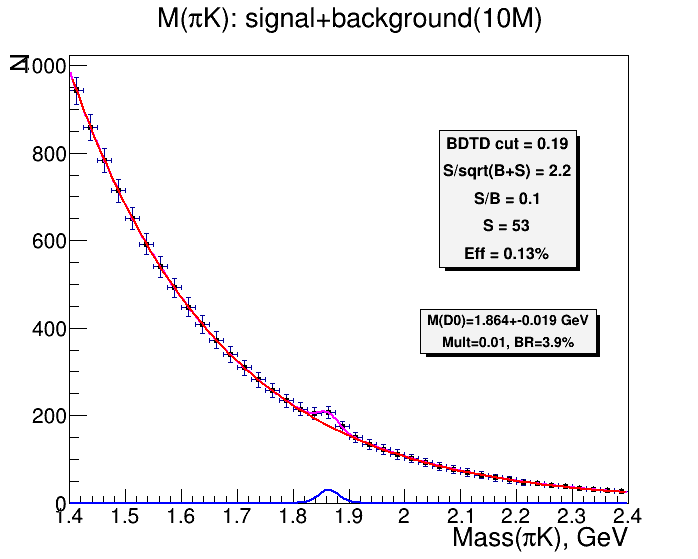 M(πK): signal+background(10M)
N
1000
800
600
400
200
0
BDTD cut = 0.19
S/sqrt(B+S) = 2.2
S/B = 0.1
S = 53
Eff = 0.13%
M(D0)=1.864+-0.019 GeV
Mult=0.01, BR=3.9%
1.4 1.5 1.6 1.7 1.8 1.9 2 2.1 2.2 2.3 2.4
Mass(πK), GeV